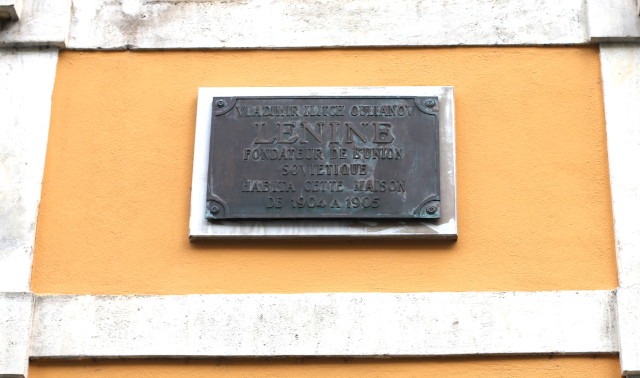 VLADIMIR ILITCH OULIANOV
LENINE
FONDATEUR DE L'UNION
SOVIETIQUE
HABITA CETTE MAISON
DE 1904 A 1905